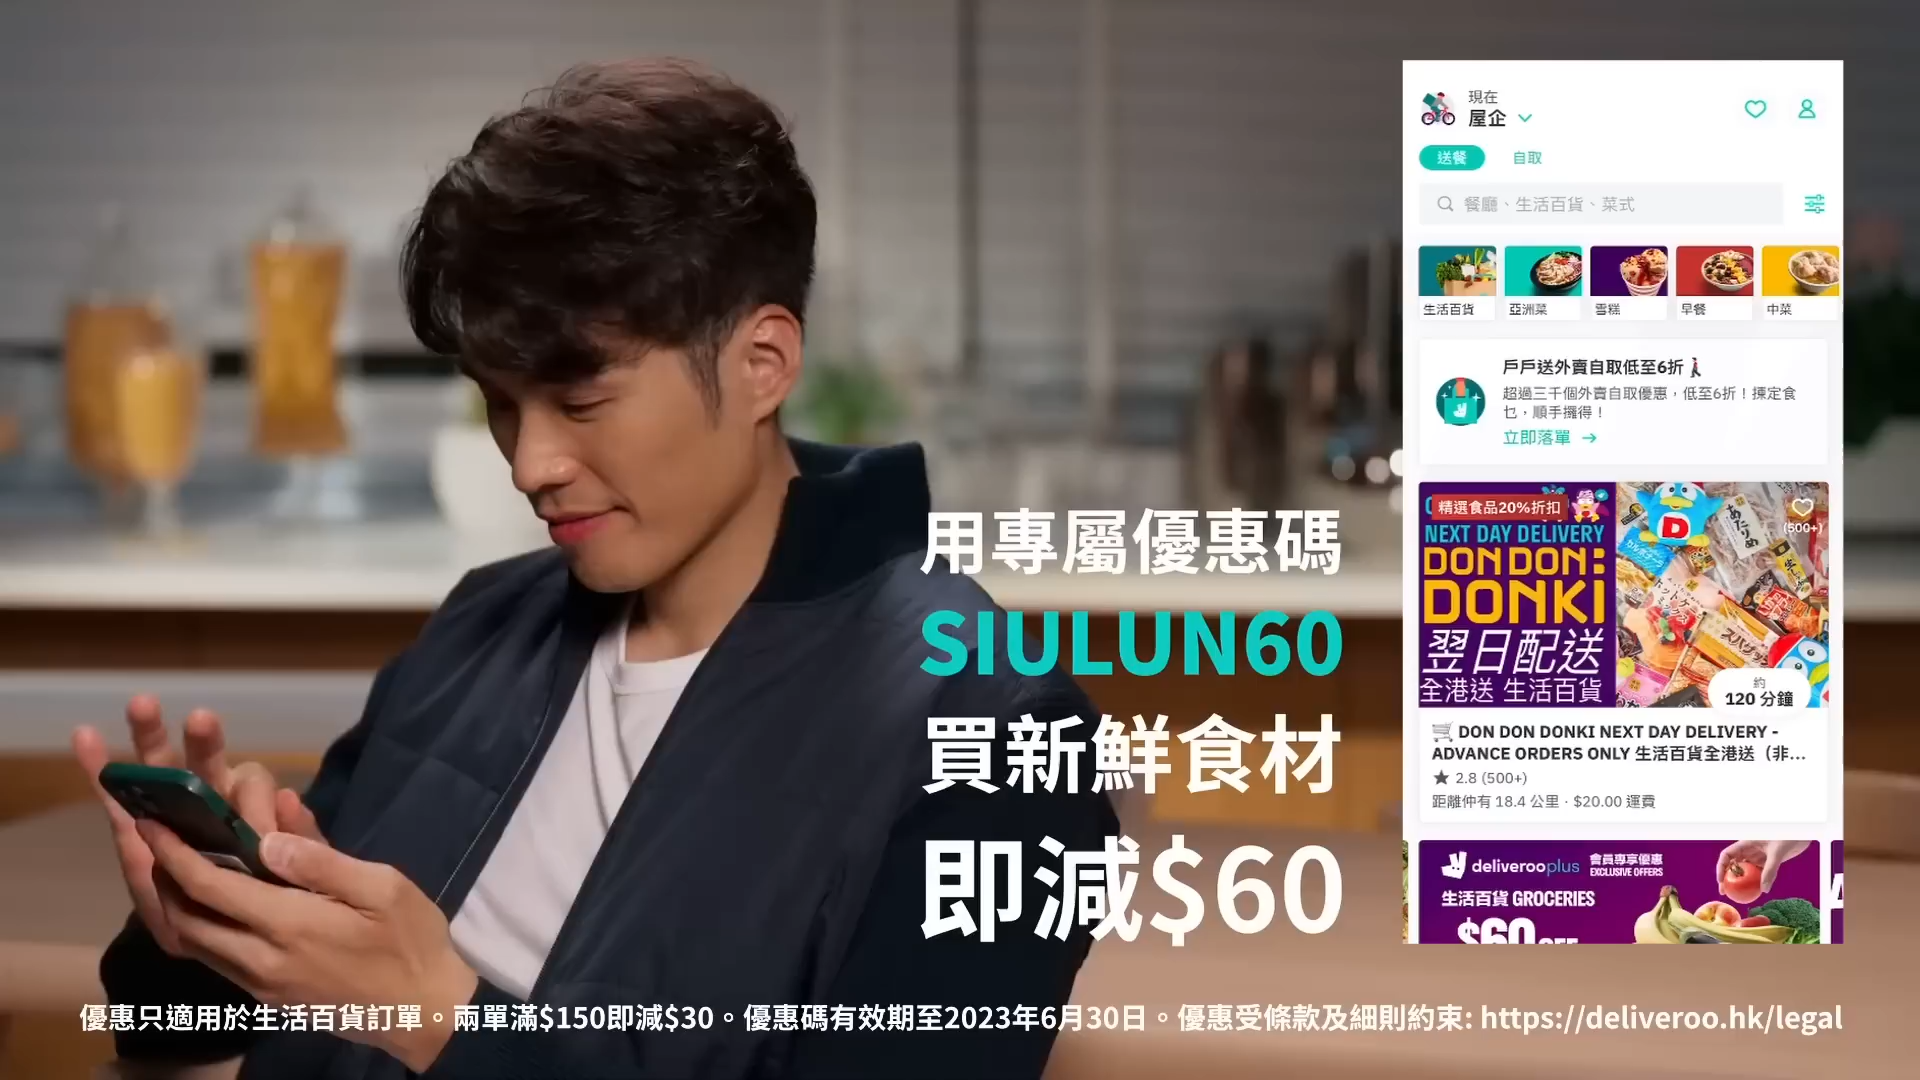 用專屬優惠碼
SIULUN60
買新鮮食材
即減$60
現在
屋企
送餐
自取
餐廳、生活百貨、菜式
生活百貨
亞洲菜
雪糕
早餐
中菜
戶戶送外賣自取低至6折
超過三千個外賣自取優惠,低至6折!揀定食
乜,順手攞得!
立即落單 →
精選食品20%折扣
(500+)
NEXT DAY DELIVERY
DON DON:
DONKi
翌日配送
全港送 生活百貨
約
120 分鐘
DON DON DONKI NEXT DAY DELIVERY -
ADVANCE ORDERS ONLY 生活百貨全港送(非...
2.8 (500+)
距離仲有 18.4 公里 · $20.00 運費
deliveroo plus
會員專享優惠
EXCLUSIVE OFFERS
生活百貨 GROCERIES
$60 OFF
優惠只適用於生活百貨訂單。兩單滿$150即減$30。優惠碼有效期至2023年6月30日。優惠受條款及細則約束: https://deliveroo.hk/legal